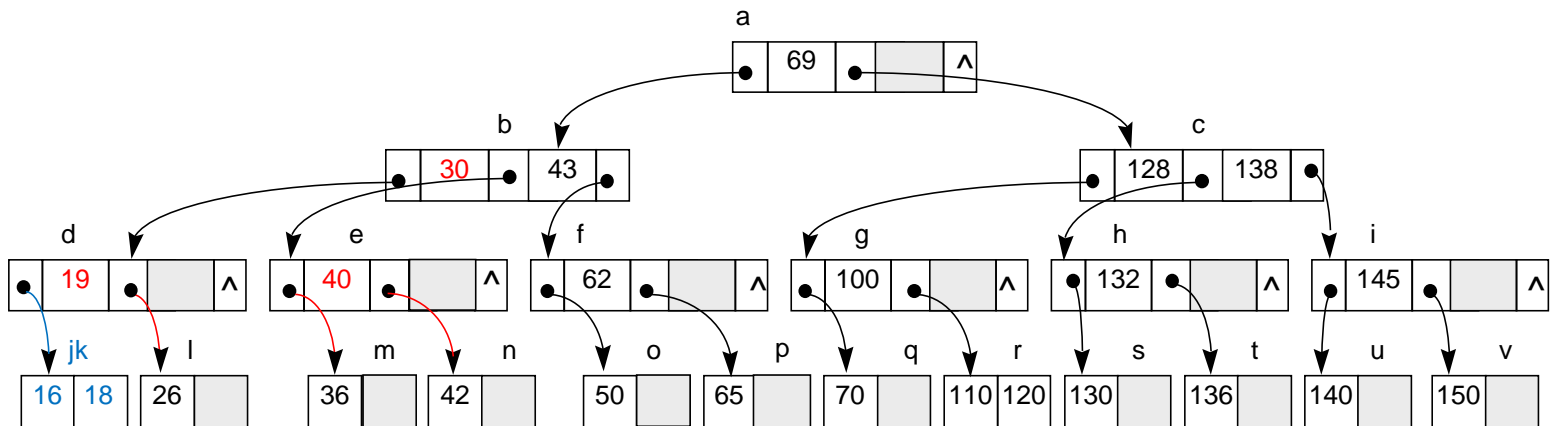 a
69 ^
b c
30 43 128 138
d e f g h i
19 ^ 40 ^ 62 ^ 100 ^ 132 ^ 145 ^
jk l m n o p q r s t u v
16 18 26 36 42 50 65 70 110 120 130 136 140 150